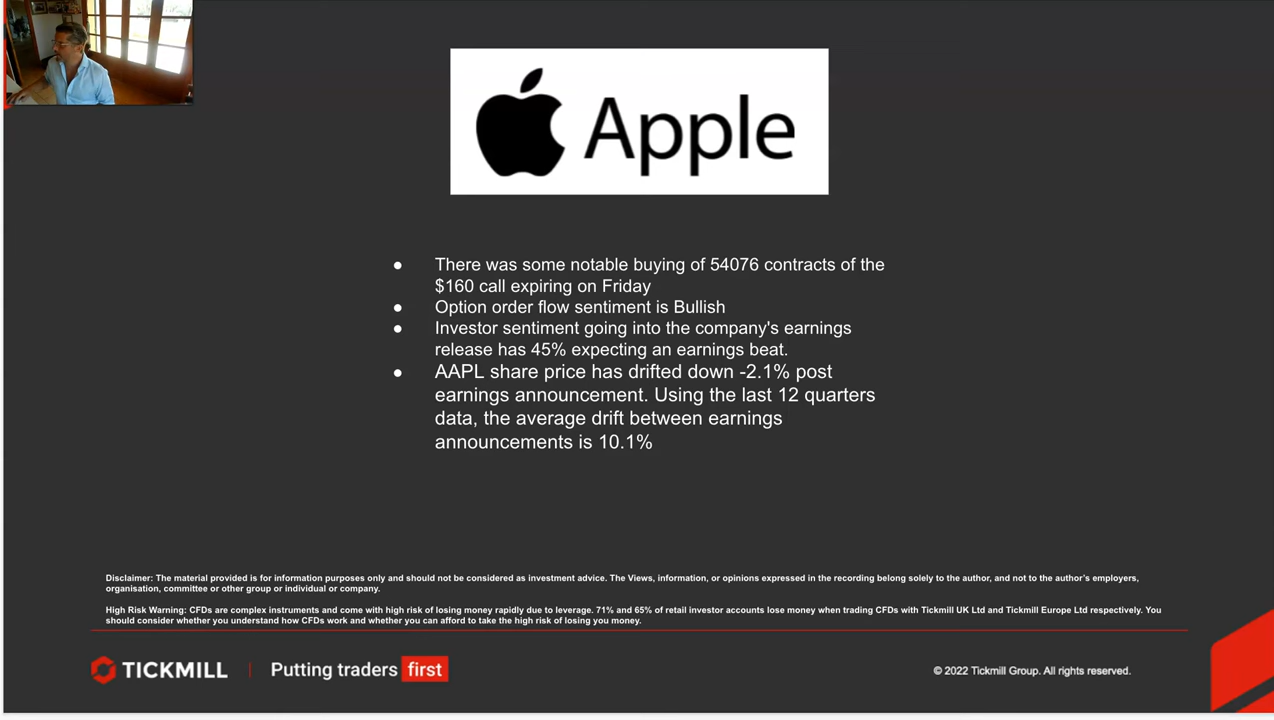 Apple
● There was some notable buying of 54076 contracts of the
$160 call expiring on Friday
● Option order flow sentiment is Bullish
● Investor sentiment going into the company's earnings
release has 45% expecting an earnings beat.
● AAPL share price has drifted down -2.1% post
earnings announcement. Using the last 12 quarters
data, the average drift between earnings
announcements is 10.1%
Disclaimer: The material provided is for information purposes only and should not be considered as investment advice. The Views, information, or opinions expressed in the recording belong solely to the author, and not to the author's employers,
organisation, committee or other group or individual or company.
High Risk Warning: CFDs are complex instruments and come with high risk of losing money rapidly due to leverage. 71% and 65% of retail investor accounts lose money when trading CFDs with Tickmill UK Ltd and Tickmill Europe Ltd respectively. You
should consider whether you understand how CFDs work and whether you can afford to take the high risk of losing you money.
TICKMILL | Putting traders first
© 2022 Tickmill Group. All rights reserved.